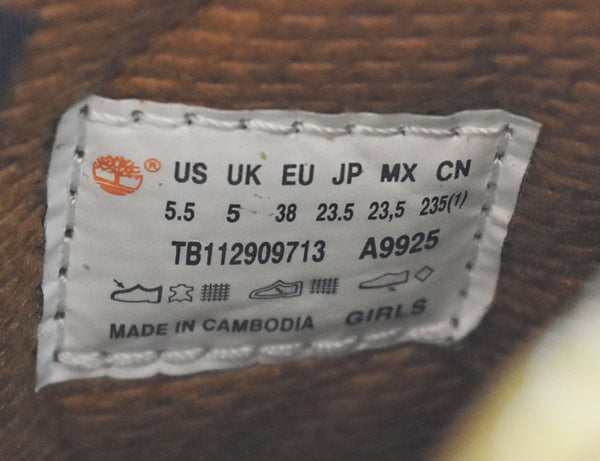 ® US UK EU JP MX CN
5.5 5 38 23.5 23,5 235(1)
TB112909713 A9925
MADE IN CAMBODIA GIRLS